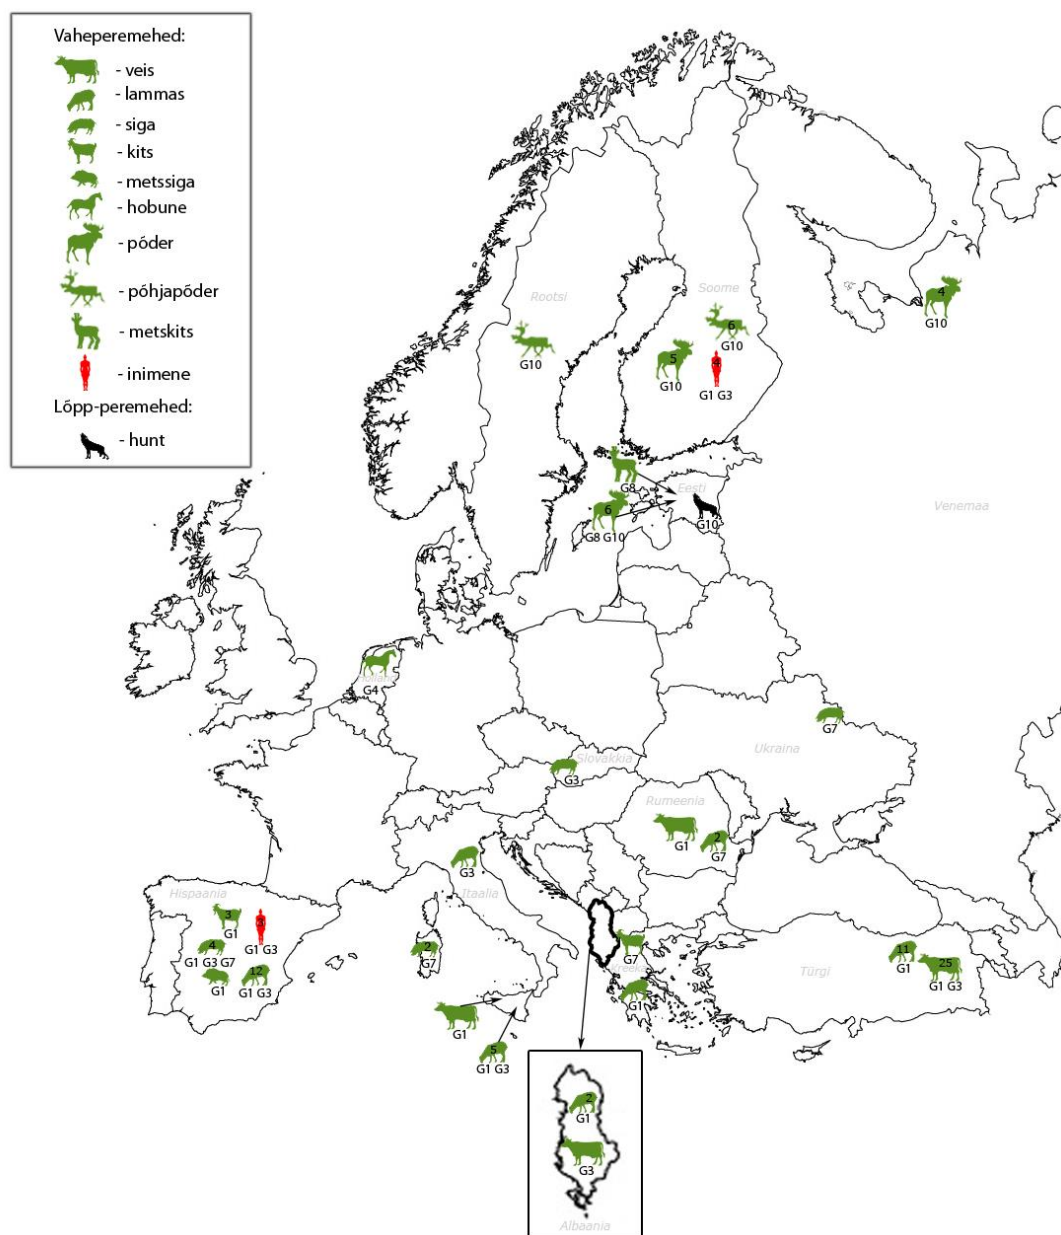 Vaheperemehed:
- veis
- lammas
- siga
- kits
- metssiga
- hobune
- põder
- põhjapõder
- metskits
- inimene
Lõpp-peremehed:
- hunt
Rootsi
G10
Soome
6
G10
5
G10
4
G1 G3
4
G10
G8
6
G8 G10
Eesti
G10
Venemaa
Holland
G4
G7
Ukraina
Slovakkia
G3
Rumeenia
G1
2
G7
G3
Itaalia
2
G7
Hispaania
3
G1
G1 G3
4
G1 G3 G7
G1
12
G1 G3
G1
5
G1 G3
G7
Kreeka
G1
Türgi
11
G1
25
G1 G3
2
G1
G3
Albaania